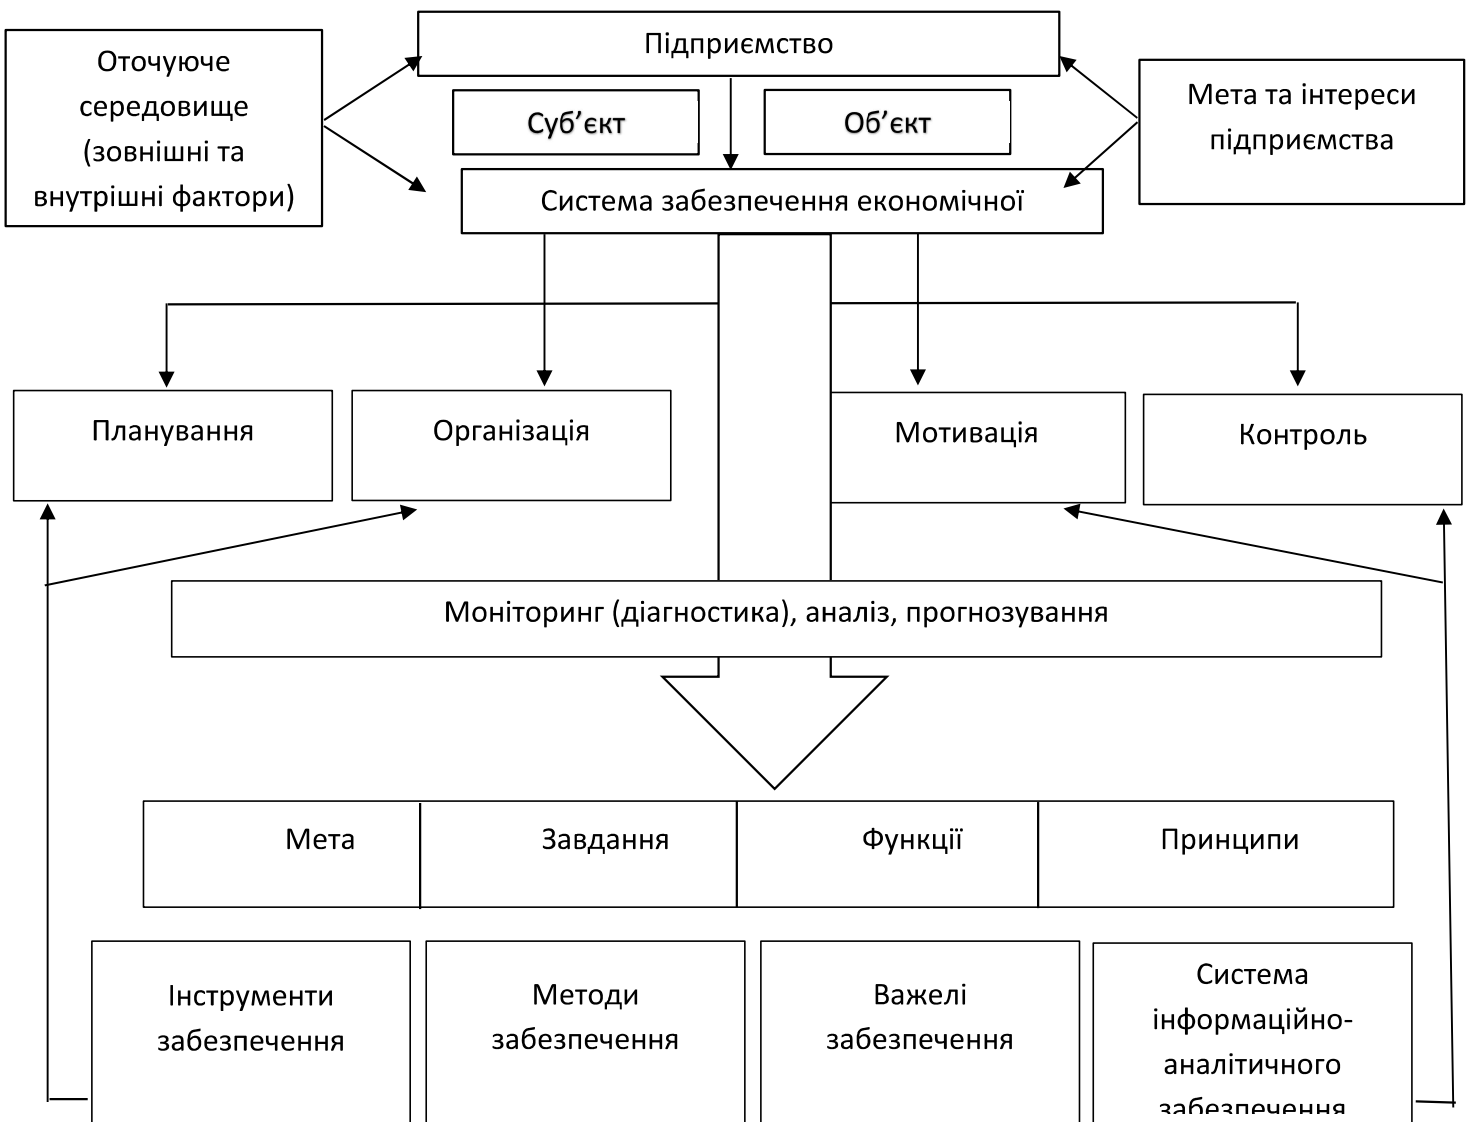 Підприємство
Оточуюче
середовище
(зовнішні та
внутрішні фактори)
Суб’єкт
Об’єкт
Мета та інтереси
підприємства
Система забезпечення економічної
Планування
Організація
Мотивація
Контроль
Моніторинг (діагностика), аналіз, прогнозування
Мета
Завдання
Функції
Принципи
Інструменти
забезпечення
Методи
забезпечення
Важелі
забезпечення
Система
інформаційно-
аналітичного
забезпечення